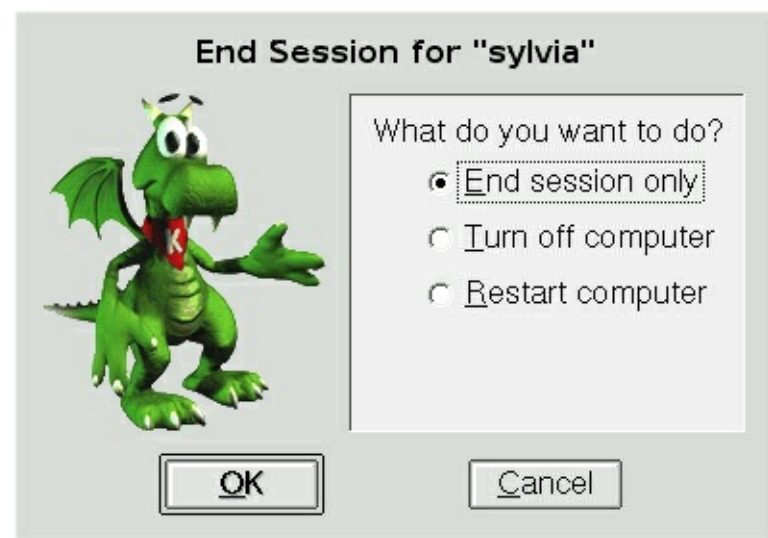 End Session for "sylvia"
What do you want to do?
End session only
Turn off computer
Restart computer
K
OK
Cancel